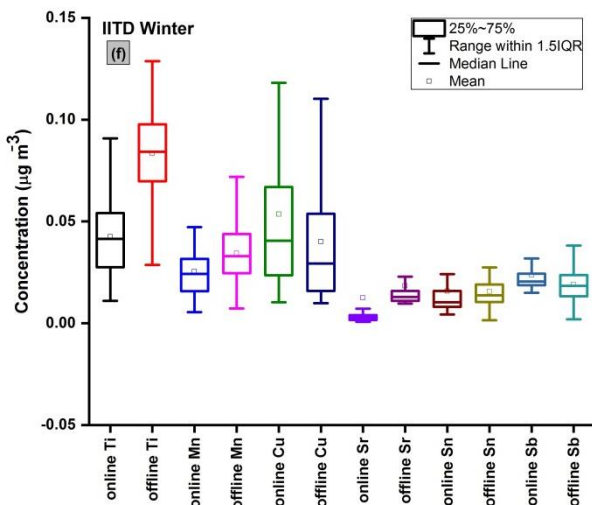 IITD Winter
(f)
25%~75%
Range within 1.5IQR
Median Line
Mean
Concentration (μg m⁻³)
0.15
0.10
0.05
0.00
-0.05
online Ti
offline Ti
online Mn
offline Mn
online Cu
offline Cu
online Sr
offline Sr
online Sn
offline Sn
online Sb
offline Sb